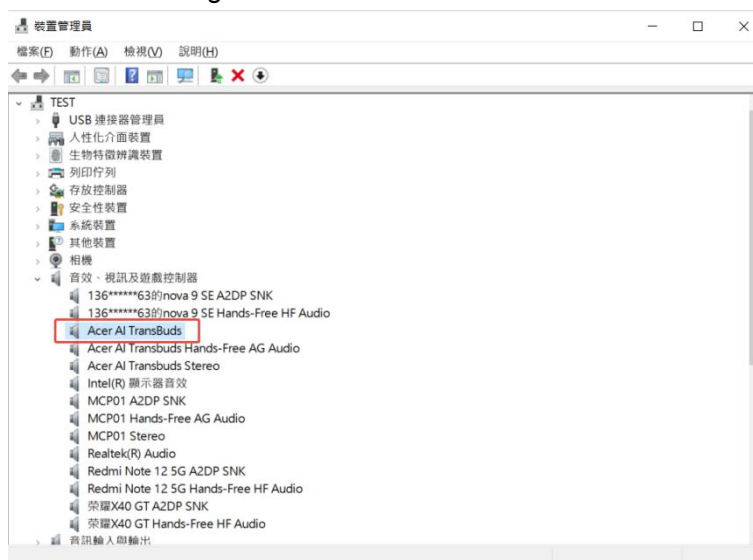 裝置管理員
檔案(F) 動作(A) 檢視(V) 說明(H)
TEST
USB 連接器管理員
人性化介面裝置
生物特徵辨識裝置
列印佇列
存放控制器
安全性裝置
系統裝置
其他裝置
相機
音效、視訊及遊戲控制器
136******63的nova 9 SE A2DP SNK
136******63的nova 9 SE Hands-Free HF Audio
Acer AI TransBuds
Acer AI Transbuds Hands-Free AG Audio
Acer AI Transbuds Stereo
Intel(R) 顯示器音效
MCP01 A2DP SNK
MCP01 Hands-Free AG Audio
MCP01 Stereo
Realtek(R) Audio
Redmi Note 12 5G A2DP SNK
Redmi Note 12 5G Hands-Free HF Audio
荣耀X40 GT A2DP SNK
荣耀X40 GT Hands-Free HF Audio
音訊輸入與輸出